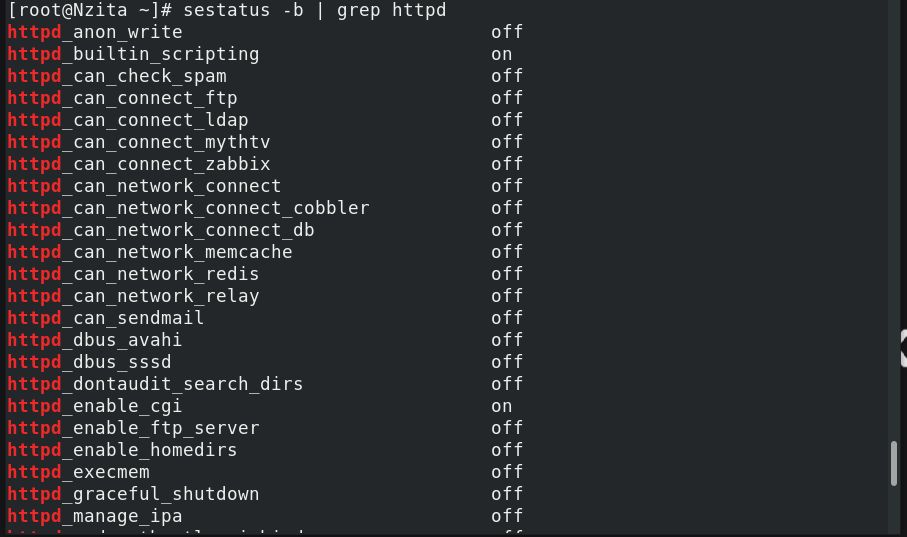 [root@Nzita ~]# sestatus -b | grep httpd
httpd_anon_write off
httpd_builtin_scripting on
httpd_can_check_spam off
httpd_can_connect_ftp off
httpd_can_connect_ldap off
httpd_can_connect_mythtv off
httpd_can_connect_zabbix off
httpd_can_network_connect off
httpd_can_network_connect_cobbler off
httpd_can_network_connect_db off
httpd_can_network_memcache off
httpd_can_network_redis off
httpd_can_network_relay off
httpd_can_sendmail off
httpd_dbus_avahi off
httpd_dbus_sssd off
httpd_dontaudit_search_dirs off
httpd_enable_cgi on
httpd_enable_ftp_server off
httpd_enable_homedirs off
httpd_execmem off
httpd_graceful_shutdown off
httpd_manage_ipa off